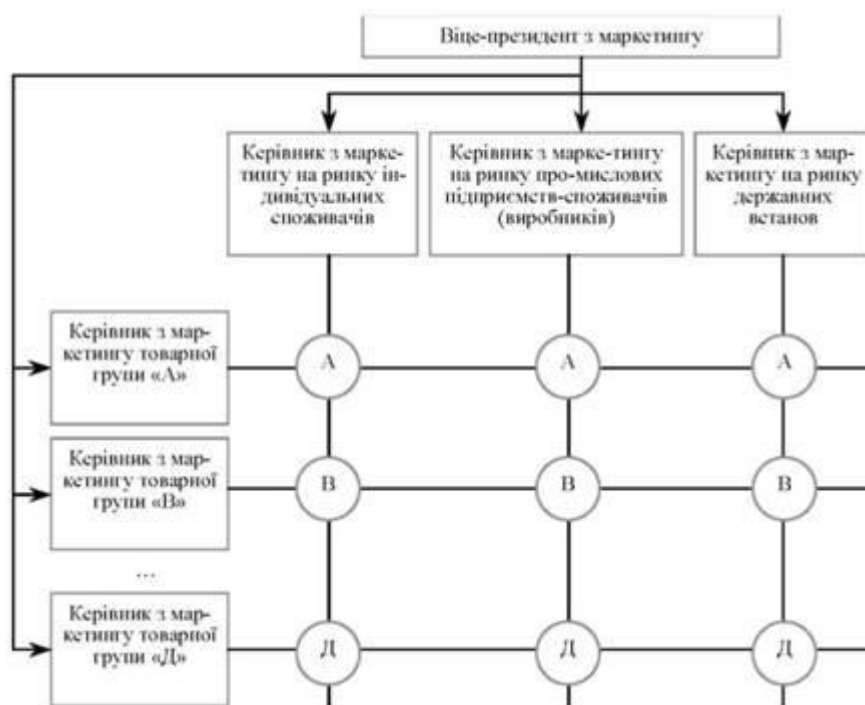 Віце-президент з маркетингу
Керівник з марке-
тингу на ринку ін-
дивідуальних
споживачів
Керівник з марке-тингу
на ринку про-мислових
підприємств-споживачів
(виробників)
Керівник з мар-
кетингу на ринку
державних
встанов
Керівник з мар-
кетингу товарної
групи «А»
А
А
А
Керівник з мар-
кетингу товарної
групи «В»
В
В
В
...
Керівник з мар-
кетингу товарної
групи «Д»
Д
Д
Д